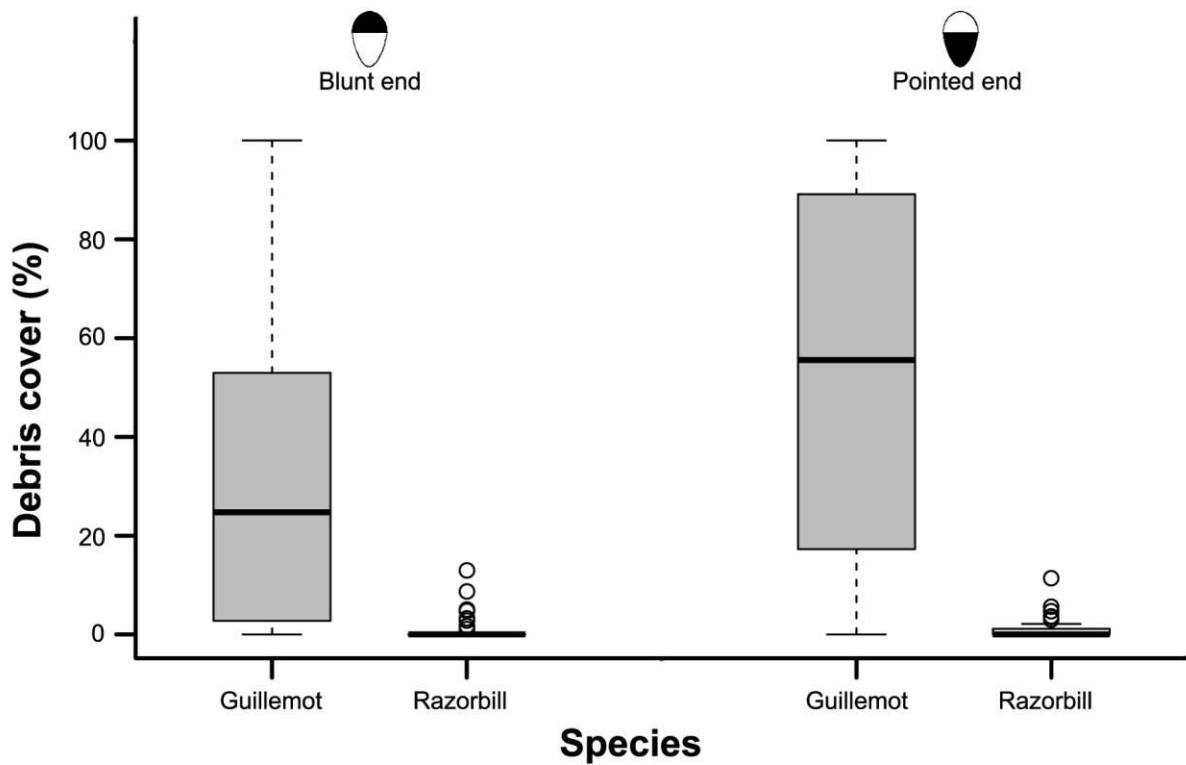 Blunt end
Pointed end
Debris cover (%)
100
80
60
40
20
0
Guillemot
Razorbill
Guillemot
Razorbill
Species